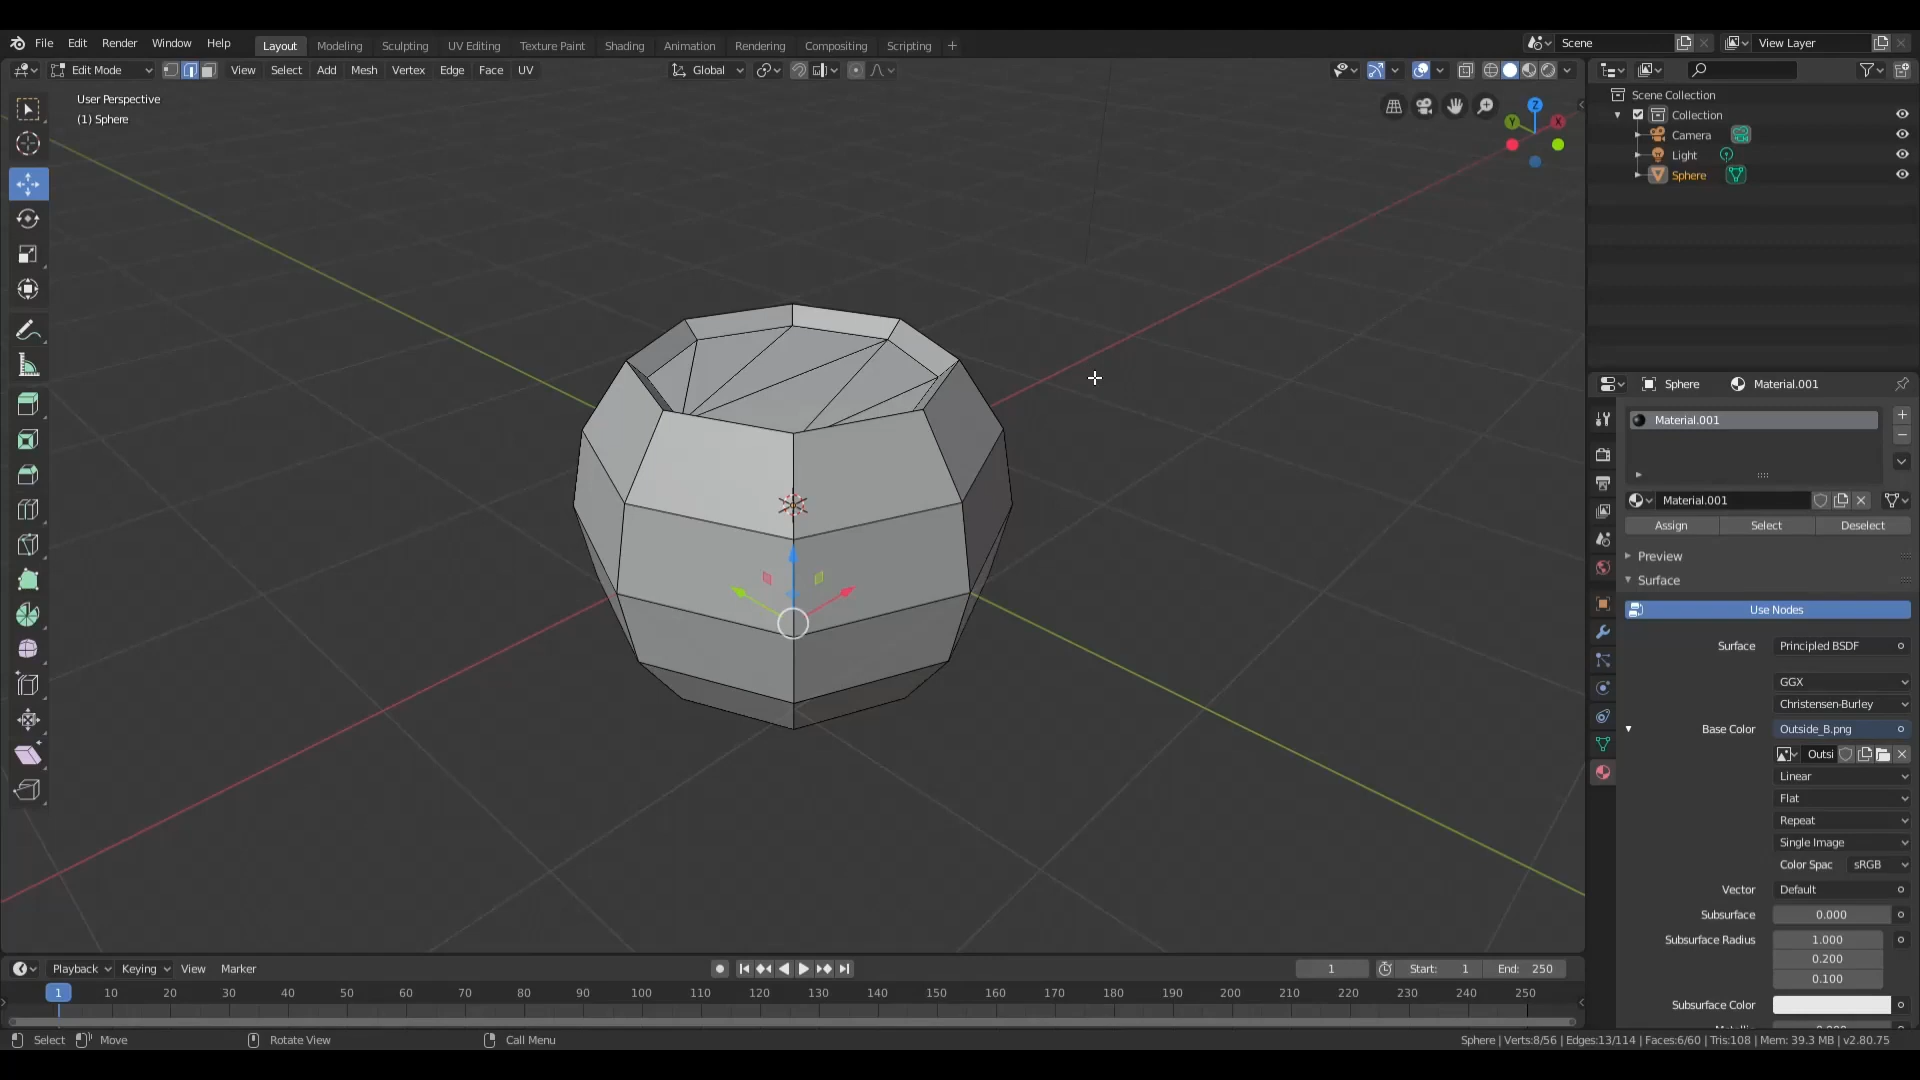 File Edit Render Window Help Layout Modeling Sculpting UV Editing Texture Paint Shading Animation Rendering Compositing Scripting + Scene View Layer
Edit Mode View Select Add Mesh Vertex Edge Face UV Global
User Perspective
(1) Sphere
Z
Y
X
Scene Collection
Collection
Camera
Light
Sphere
Sphere Material.001
Material.001
Material.001
Assign Select Deselect
Preview
Surface
Use Nodes
Surface Principled BSDF
GGX
Christensen-Burley
Base Color Outside_B.png
Outsi
Linear
Flat
Repeat
Single Image
Color Spac sRGB
Vector Default
Subsurface 0.000
Subsurface Radius 1.000
0.200
0.100
Subsurface Color
Playback Keying View Marker 1 Start: 1 End: 250
1 10 20 30 40 50 60 70 80 90 100 110 120 130 140 150 160 170 180 190 200 210 220 230 240 250
Select Move Rotate View Call Menu Sphere | Verts:8/56 | Edges:13/114 | Faces:6/60 | Tris:108 | Mem: 39.3 MB | v2.80.75